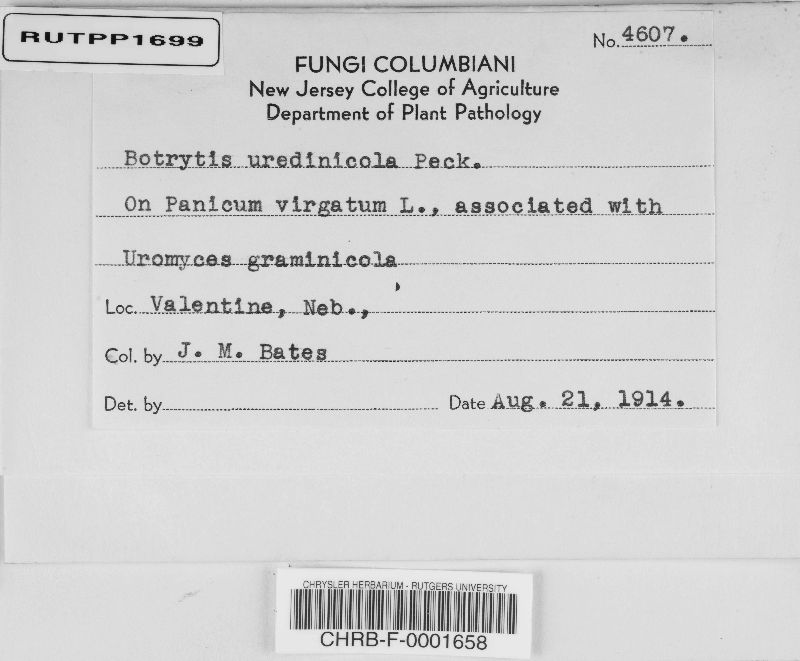 RUTPP1699
No. 4607.
FUNGI COLUMBIANI
New Jersey College of Agriculture
Department of Plant Pathology
Botrytis uredinicola Peck.
On Panicum virgatum L., associated with
Uromyces graminicola
Loc. Valentine, Neb.,
Col. by J. M. Bates
Det. by
Date Aug. 21, 1914.
CHRYSLER HERBARIUM - RUTGERS UNIVERSITY
CHRB-F-0001658